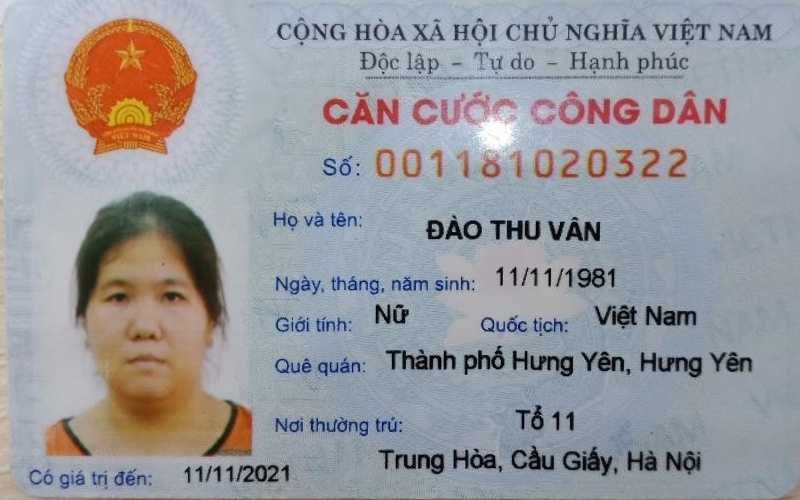 CỘNG HÒA XÃ HỘI CHỦ NGHĨA VIỆT NAM
Độc lập - Tự do - Hạnh phúc
CĂN CƯỚC CÔNG DÂN
Số: 001181020322
Họ và tên: ĐÀO THU VÂN
Ngày, tháng, năm sinh: 11/11/1981
Giới tính: Nữ Quốc tịch: Việt Nam
Quê quán: Thành phố Hưng Yên, Hưng Yên
Nơi thường trú: Tổ 11
Trung Hòa, Cầu Giấy, Hà Nội
Có giá trị đến: 11/11/2021